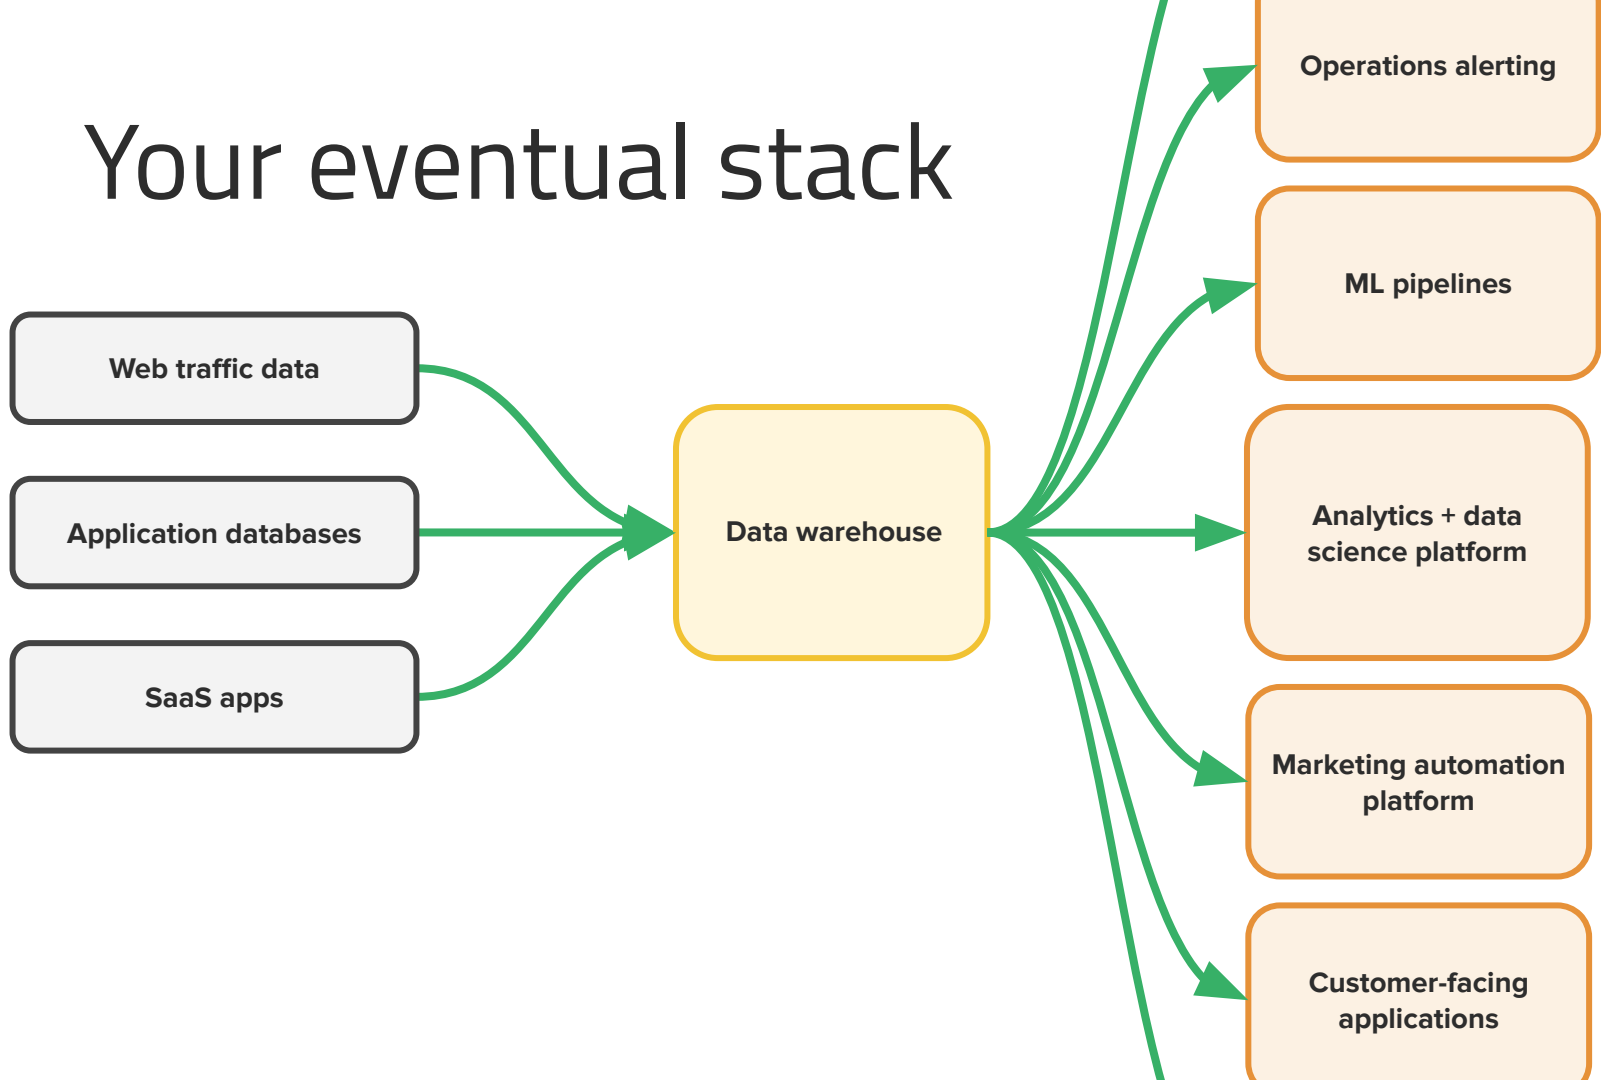 Your eventual stack
Web traffic data
Application databases
SaaS apps
Data warehouse
Operations alerting
ML pipelines
Analytics + data
science platform
Marketing automation
platform
Customer-facing
applications